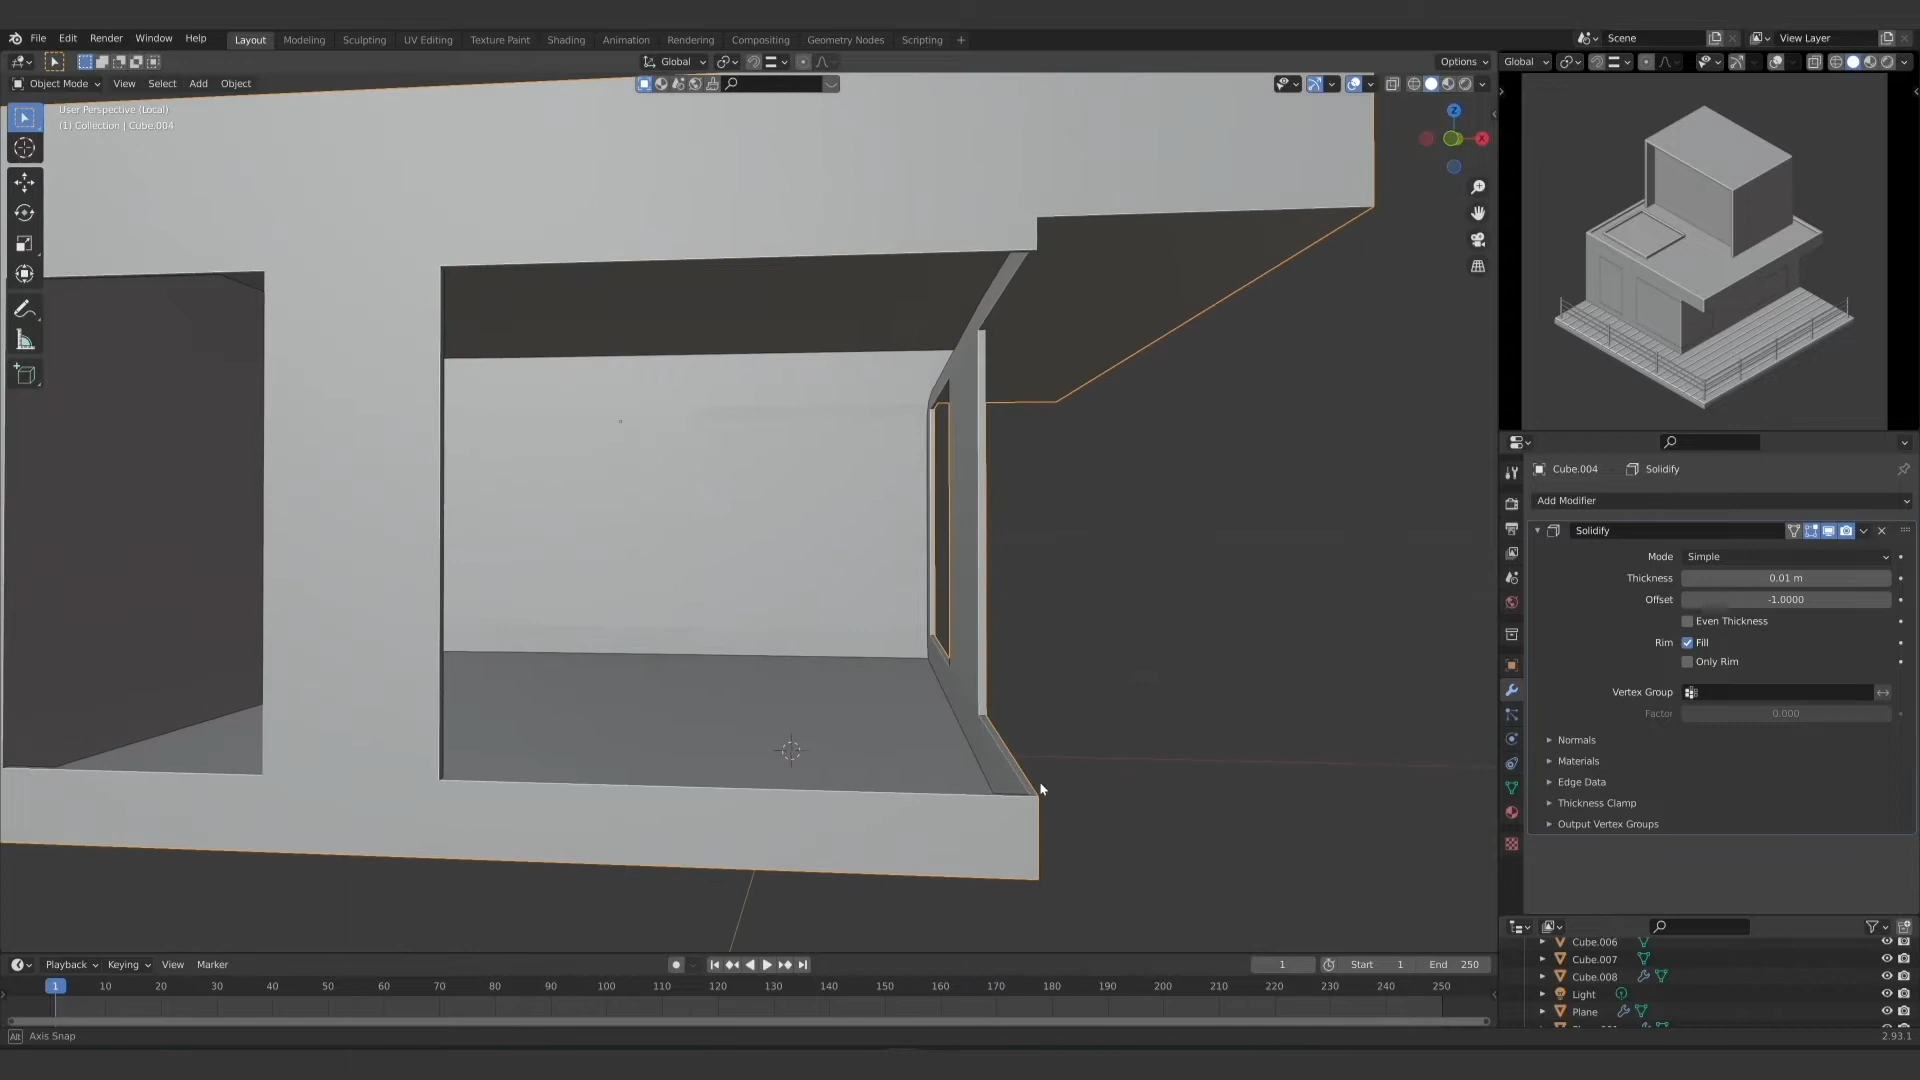 File Edit Render Window Help Layout Modeling Sculpting UV Editing Texture Paint Shading Animation Rendering Compositing Geometry Nodes Scripting + Scene View Layer
Global Options Global
Object Mode View Select Add Object
User Perspective (Local)
(1) Collection | Cube.004
Z
X
Cube.004 Solidify
Add Modifier
Solidify
Mode Simple
Thickness 0.01 m
Offset -1.0000
Even Thickness
Rim Fill
Only Rim
Vertex Group
Factor 0.000
Normals
Materials
Edge Data
Thickness Clamp
Output Vertex Groups
Cube.006
Cube.007
Cube.008
Light
Plane
Playback Keying View Marker 1 Start 1 End 250
1 10 20 30 40 50 60 70 80 90 100 110 120 130 140 150 160 170 180 190 200 210 220 230 240 250
Alt Axis Snap 2.93.1